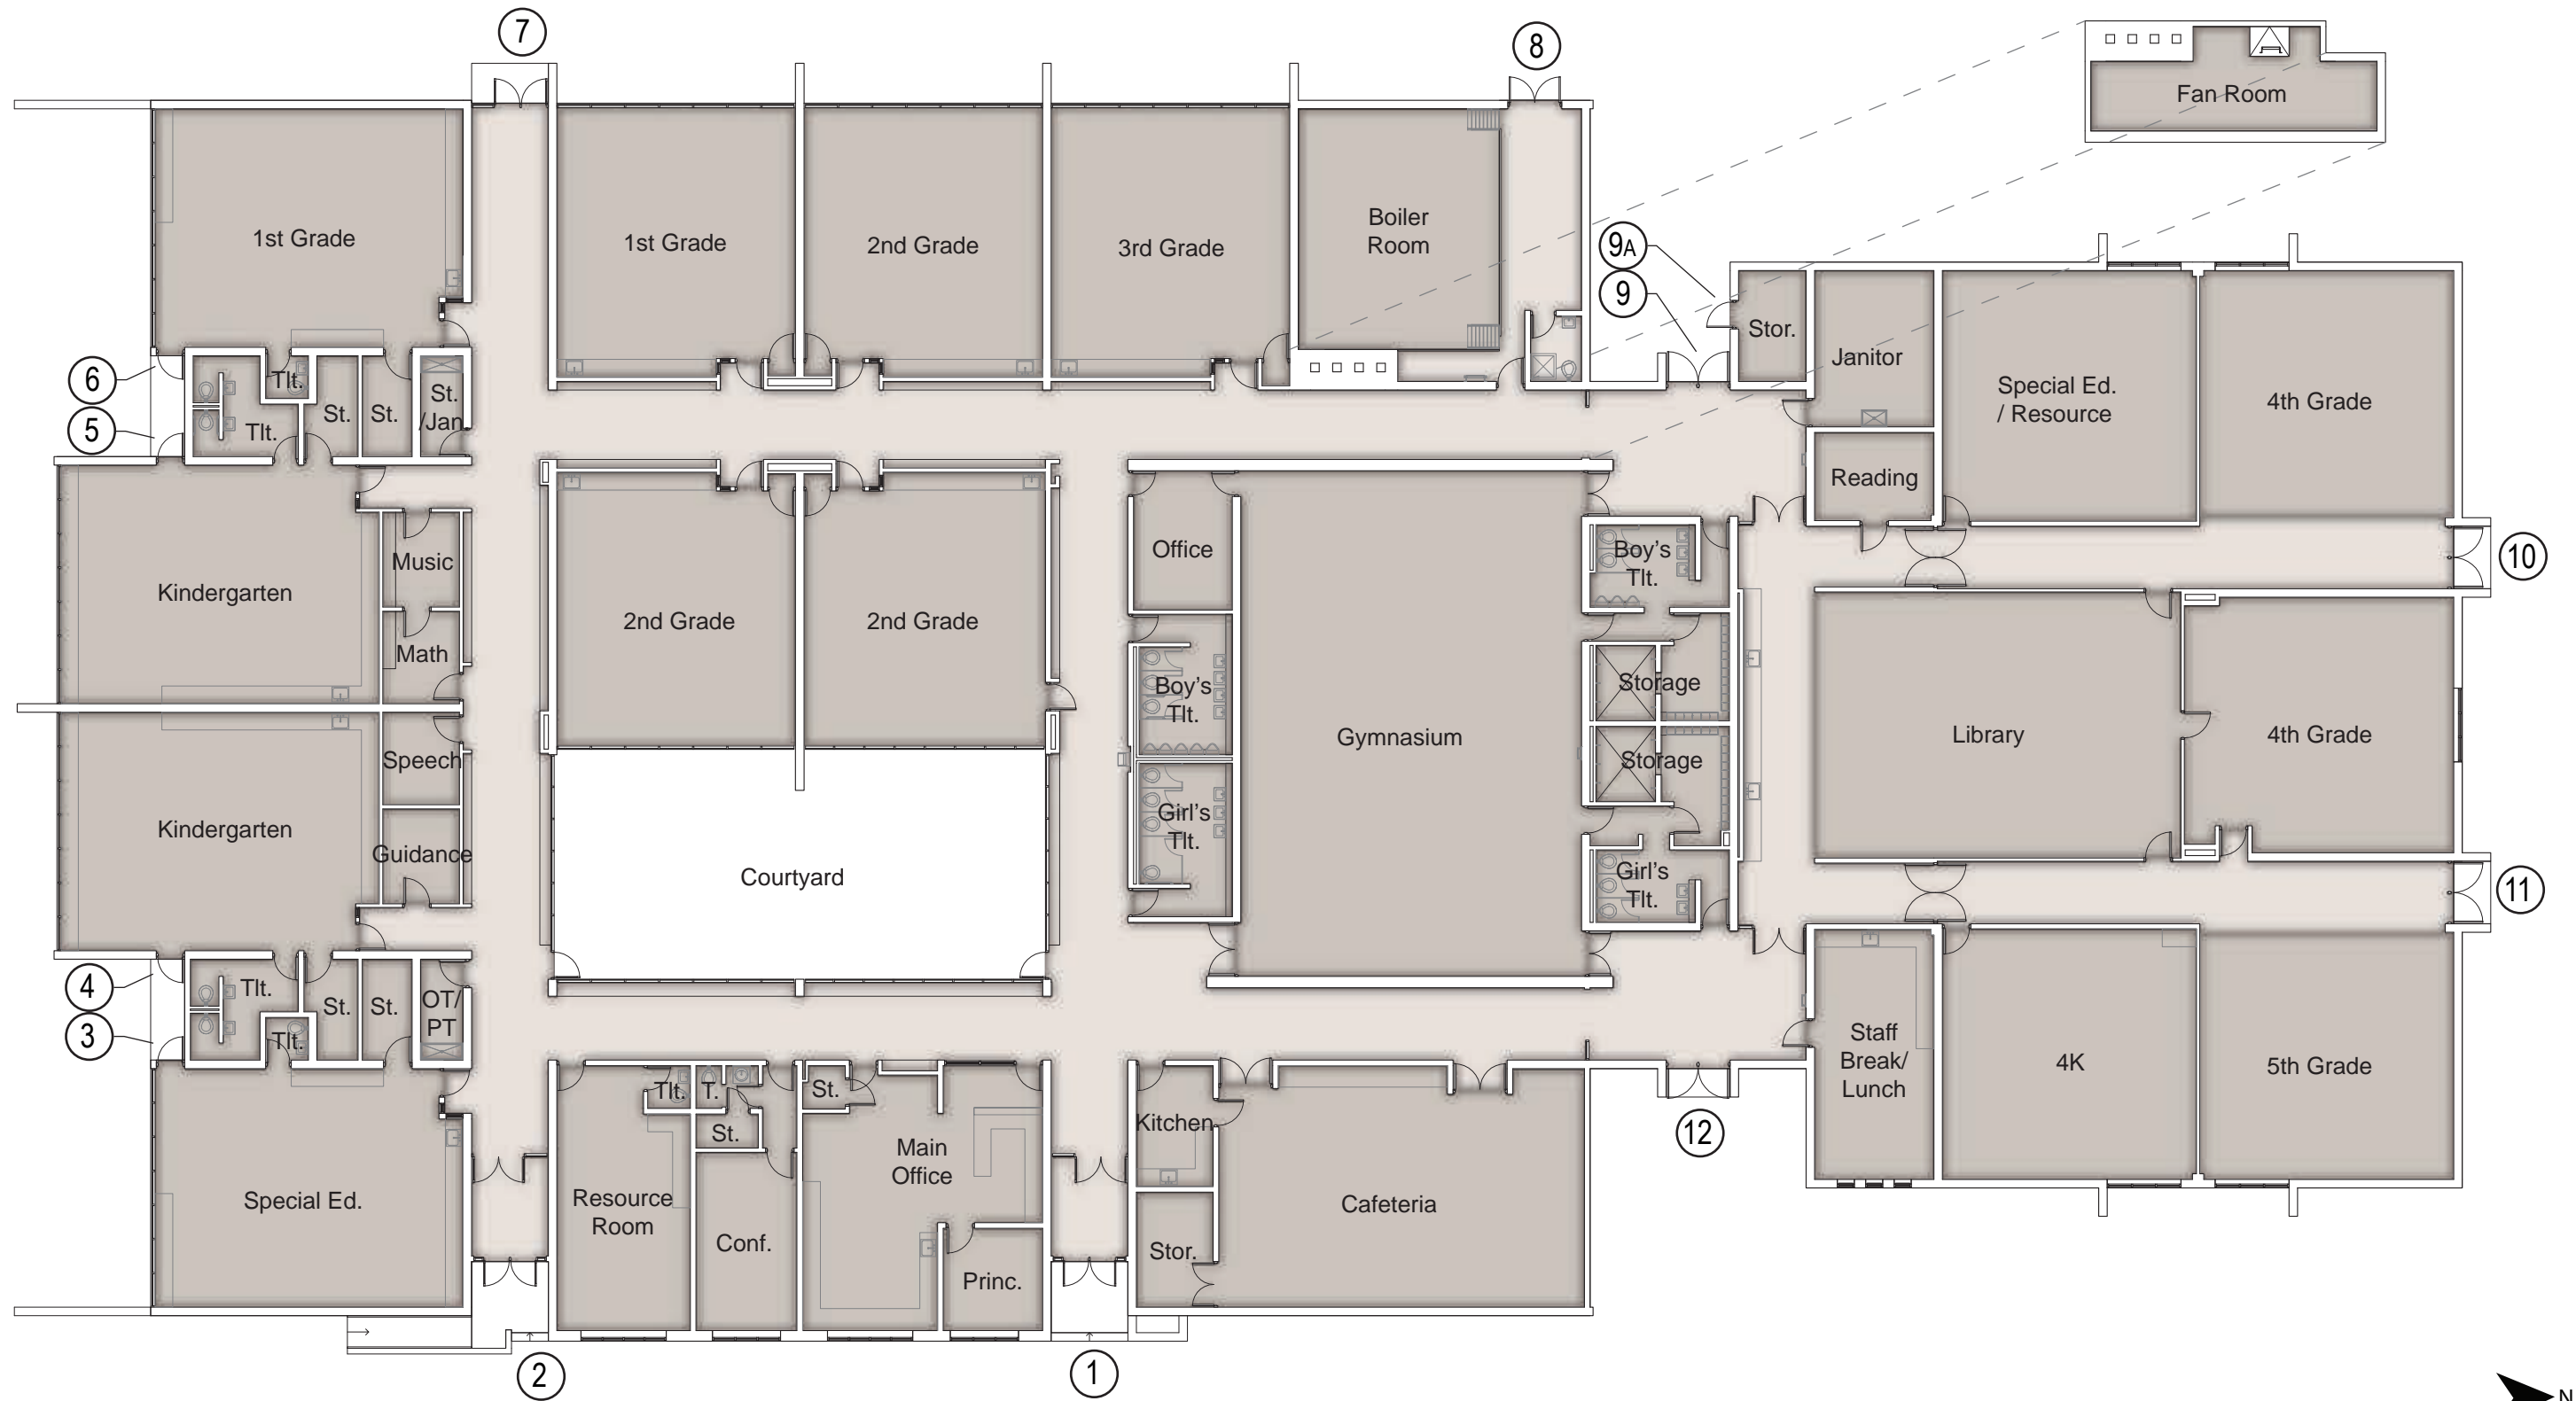 7
8
Fan Room
1st Grade
1st Grade
2nd Grade
3rd Grade
Boiler
Room
9A
9
Stor.
Janitor
Special Ed.
/ Resource
4th Grade
6
5
Tlt.
Tlt.
St.
St.
St.
/Jan
Reading
Music
Math
Kindergarten
2nd Grade
2nd Grade
Office
Boy's
Tlt.
10
Boy's
Tlt.
Storage
Gymnasium
Library
4th Grade
Speech
Storage
Kindergarten
Guidance
Courtyard
Girl's
Tlt.
Girl's
Tlt.
11
4
3
Tlt.
Tlt.
St.
St.
OT/
PT
Staff
Break/
Lunch
4K
5th Grade
Tlt.
T.
St.
St.
Main
Office
Kitchen
12
Special Ed.
Resource
Room
Conf.
Princ.
Stor.
Cafeteria
2
1
N